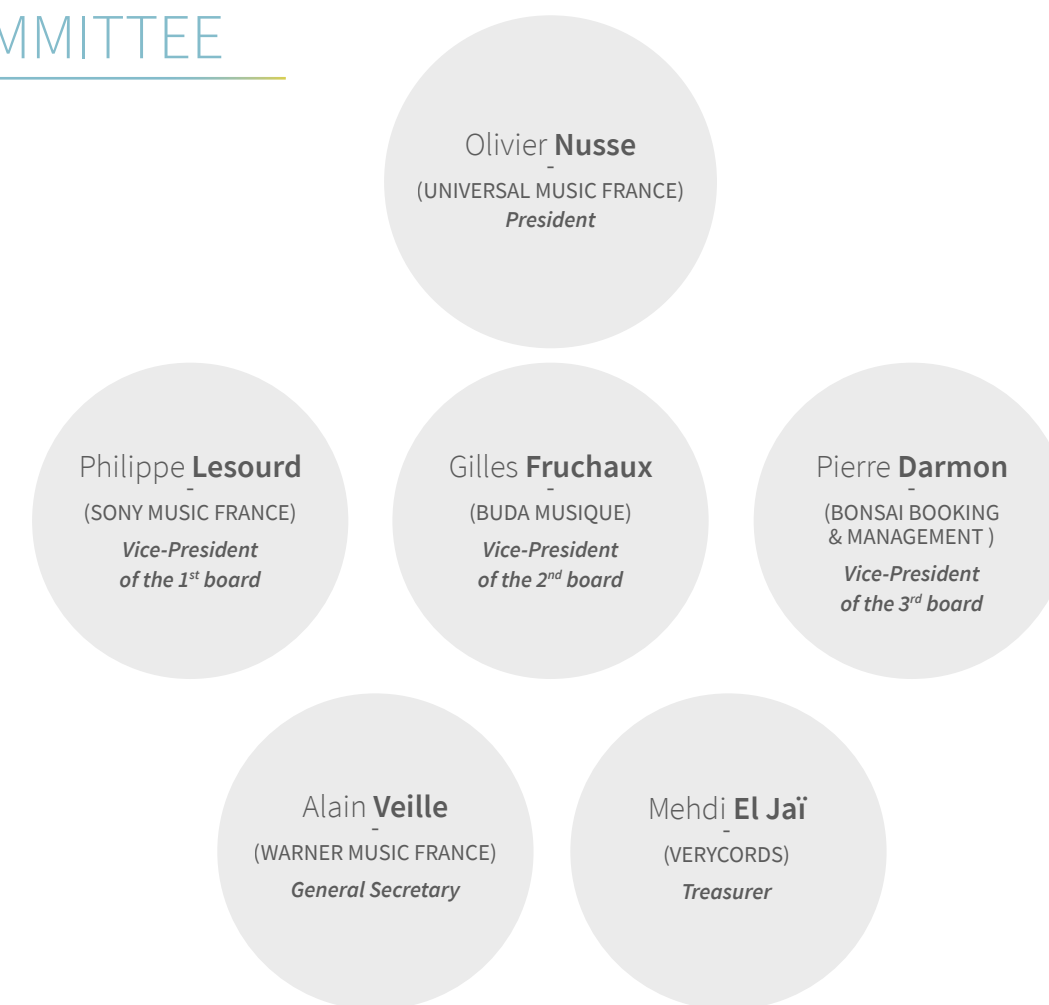 MMITTEE
Olivier Nusse
-
(UNIVERSAL MUSIC FRANCE)
President
Philippe Lesourd
-
(SONY MUSIC FRANCE)
Vice-President
of the 1st board
Gilles Fruchaux
-
(BUDA MUSIQUE)
Vice-President
of the 2nd board
Pierre Darmon
-
(BONSAI BOOKING
& MANAGEMENT )
Vice-President
of the 3rd board
Alain Veille
-
(WARNER MUSIC FRANCE)
General Secretary
Mehdi El Jaï
-
(VERYCORDS)
Treasurer